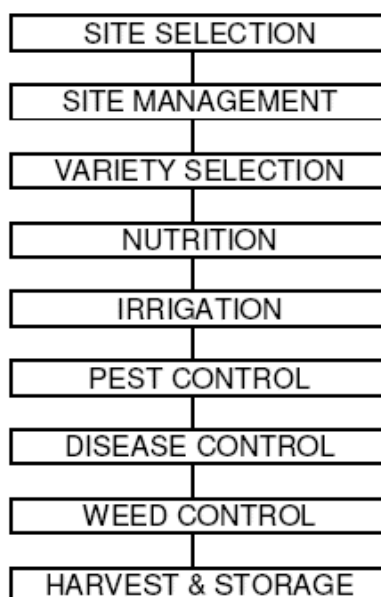 SITE SELECTION
SITE MANAGEMENT
VARIETY SELECTION
NUTRITION
IRRIGATION
PEST CONTROL
DISEASE CONTROL
WEED CONTROL
HARVEST & STORAGE